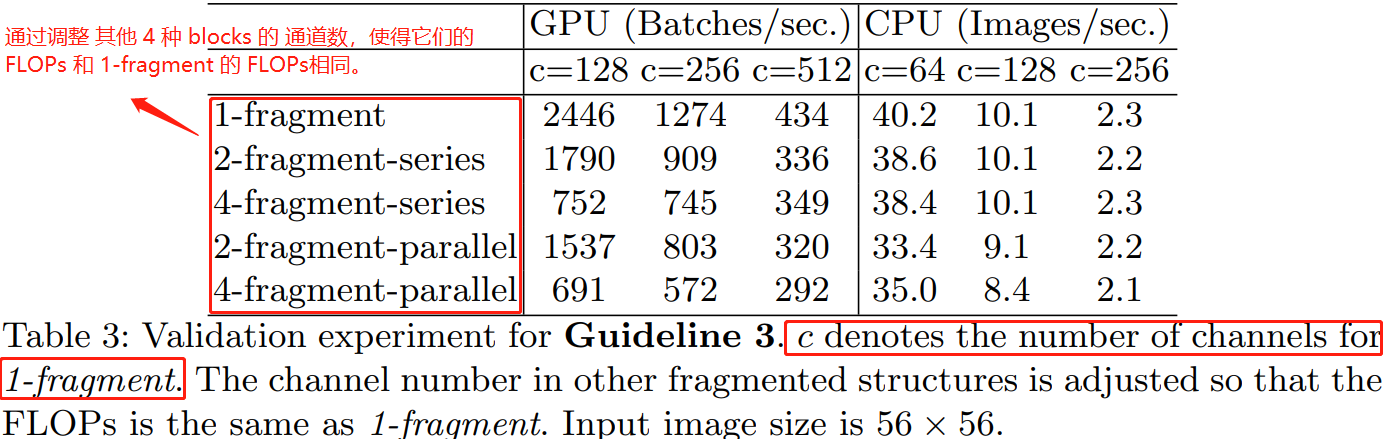 通过调整 其他 4 种 blocks 的 通道数，使得它们的
FLOPs 和 1-fragment 的 FLOPs相同。
GPU (Batches/sec.) CPU (Images/sec.)
c=128 c=256 c=512 c=64 c=128 c=256
1-fragment 2446 1274 434 40.2 10.1 2.3
2-fragment-series 1790 909 336 38.6 10.1 2.2
4-fragment-series 752 745 349 38.4 10.1 2.3
2-fragment-parallel 1537 803 320 33.4 9.1 2.2
4-fragment-parallel 691 572 292 35.0 8.4 2.1
Table 3: Validation experiment for Guideline 3. c denotes the number of channels for
1-fragment. The channel number in other fragmented structures is adjusted so that the
FLOPs is the same as 1-fragment. Input image size is 56 × 56.